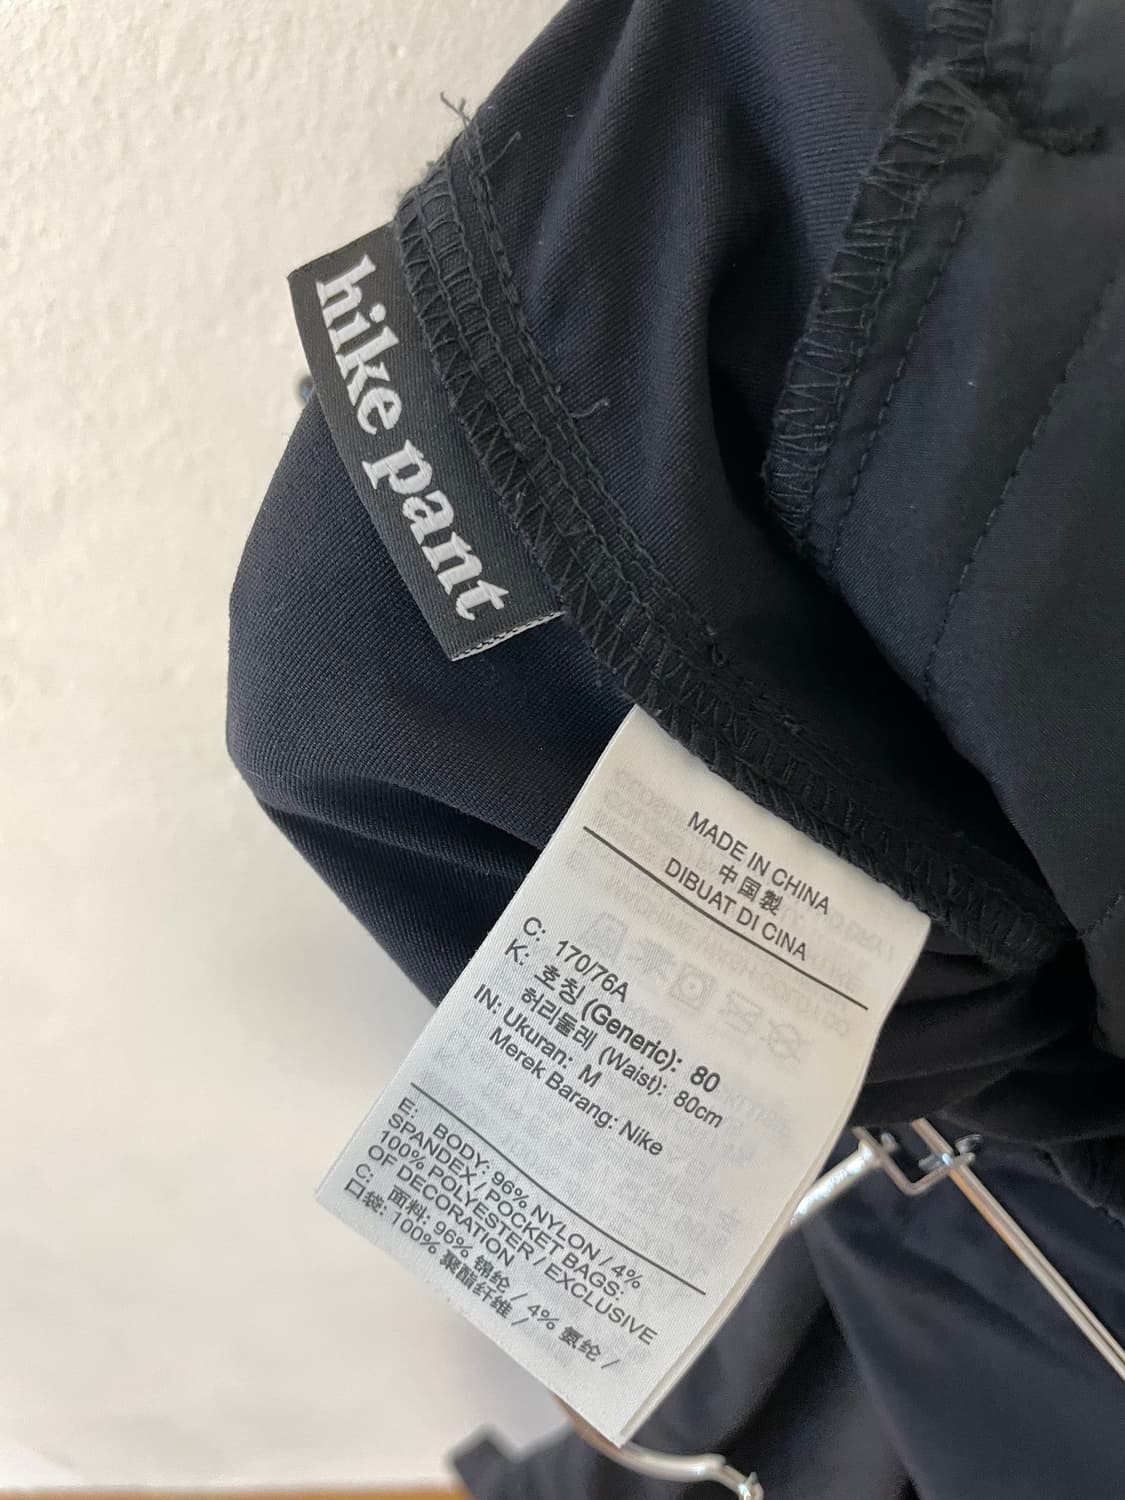 hike pant
MADE IN CHINA
中国製
DIBUAT DI CINA
C: 170/76A
K: 호칭 (Generic): 80
허리둘레 (Waist): 80cm
IN: Ukuran: M
Merek Barang: Nike
E: BODY: 96% NYLON / 4%
SPANDEX / POCKET BAGS:
100% POLYESTER / EXCLUSIVE
OF DECORATION
C: 面料: 96% 锦纶 / 4% 氨纶 /
口袋: 100% 聚酯纤维 /